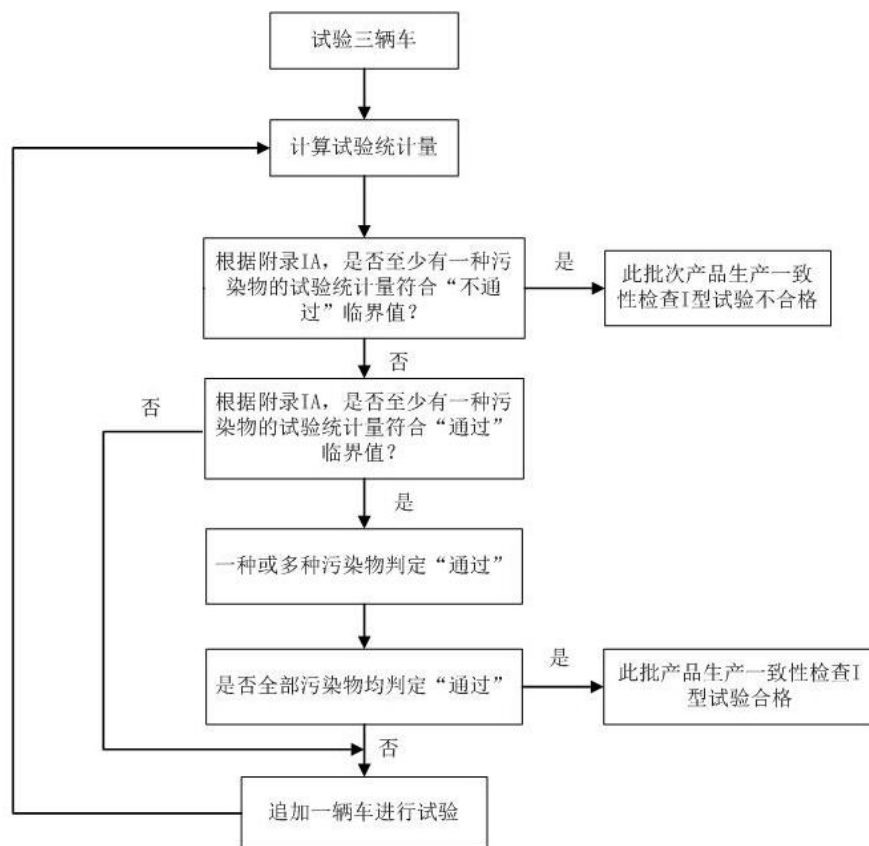 试验三辆车
计算试验统计量
根据附录IA，是否至少有一种污
染物的试验统计量符合“不通
过”临界值？
是
此批次产品生产一致
性检查I型试验不合格
否
否
根据附录IA，是否至少有一种污
染物的试验统计量符合“通过”
临界值？
是
一种或多种污染物判定“通过”
是否全部污染物均判定“通过”
是
此批产品生产一致性检查I
型试验合格
否
追加一辆车进行试验